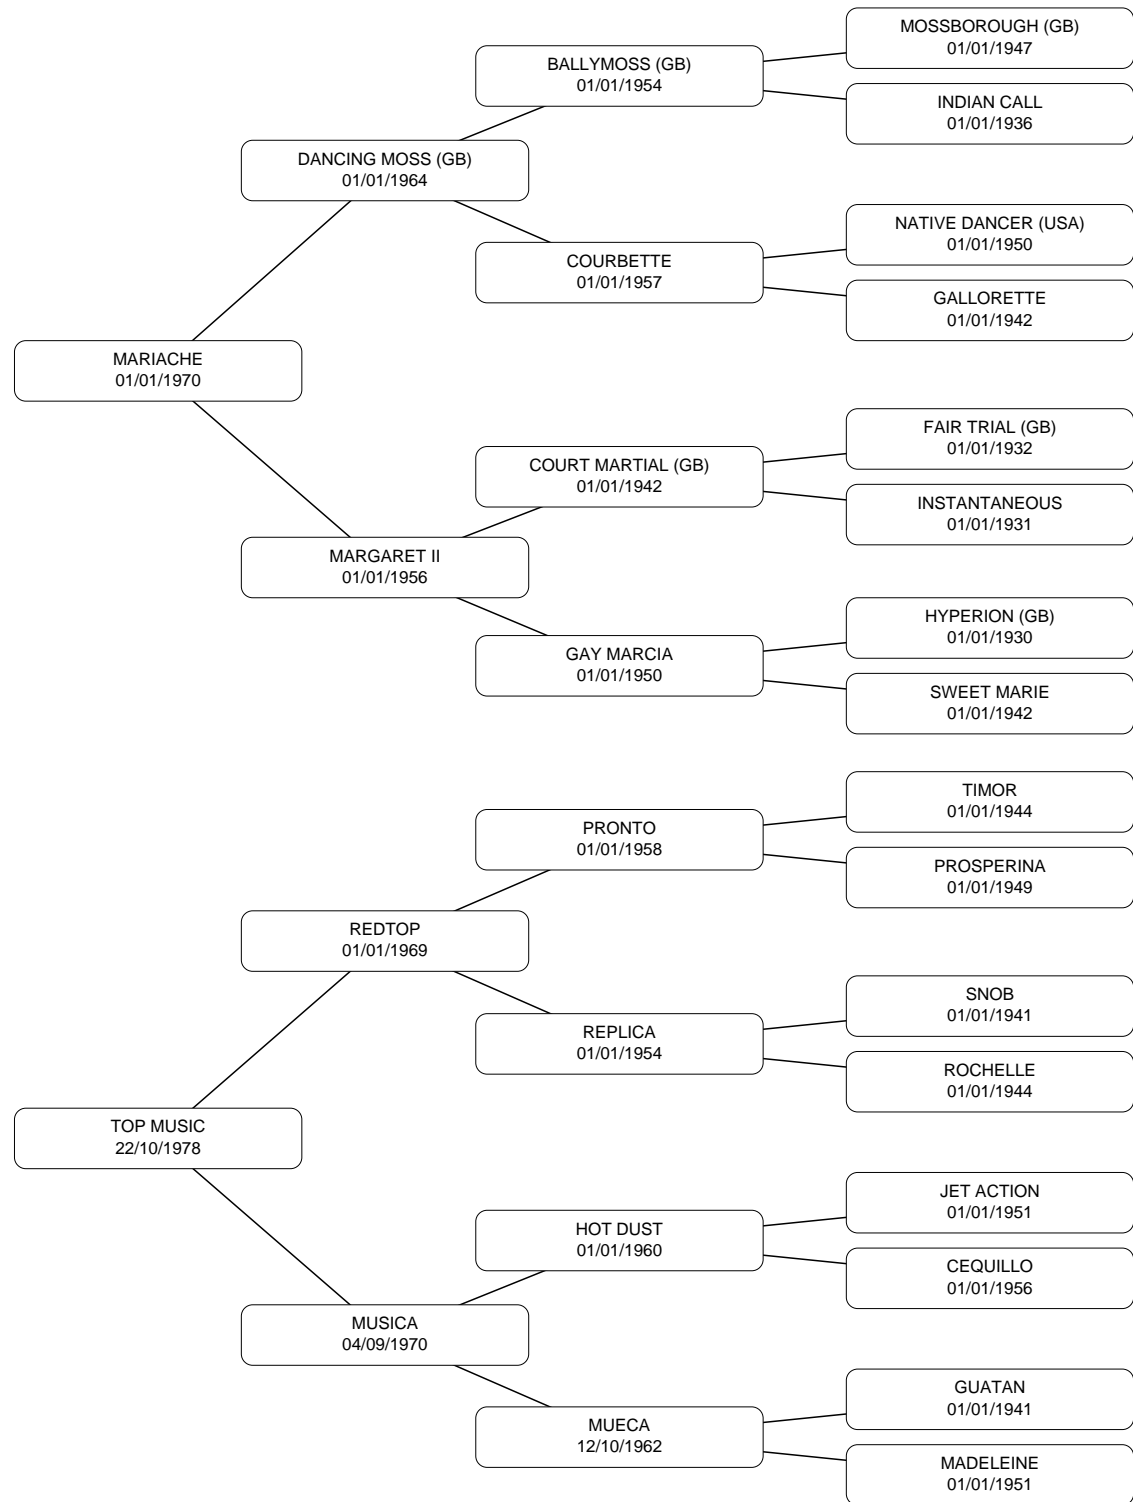 MOSSBOROUGH (GB)
01/01/1947
BALLYMOSS (GB)
01/01/1954
INDIAN CALL
01/01/1936
DANCING MOSS (GB)
01/01/1964
NATIVE DANCER (USA)
01/01/1950
COURBETTE
01/01/1957
GALLORETTE
01/01/1942
MARIACHE
01/01/1970
FAIR TRIAL (GB)
01/01/1932
COURT MARTIAL (GB)
01/01/1942
INSTANTANEOUS
01/01/1931
MARGARET II
01/01/1956
HYPERION (GB)
01/01/1930
GAY MARCIA
01/01/1950
SWEET MARIE
01/01/1942
TIMOR
01/01/1944
PRONTO
01/01/1958
PROSPERINA
01/01/1949
REDTOP
01/01/1969
SNOB
01/01/1941
REPLICA
01/01/1954
ROCHELLE
01/01/1944
TOP MUSIC
22/10/1978
JET ACTION
01/01/1951
HOT DUST
01/01/1960
CEQUILLO
01/01/1956
MUSICA
04/09/1970
GUATAN
01/01/1941
MUECA
12/10/1962
MADELEINE
01/01/1951